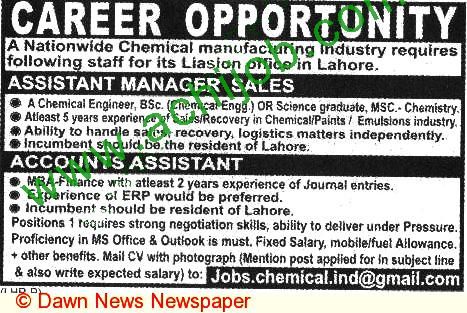 CAREER OPPORTUNITY
A Nationwide Chemical manufacturing Industry requires
following staff for its Liasion office in Lahore.
ASSISTANT MANAGER SALES
A Chemical Engineer, BSc. (Chemical Engg.) OR Science graduate, MSC.- Chemistry.
Atleast 5 years experience of Sales/Recovery in Chemical/Paints / Emulsions industry.
Ability to handle sales, recovery, logistics matters independently.
Incumbent should be the resident of Lahore.
ACCOUNTS ASSISTANT
MBA-Finance with atleast 2 years experience of Journal entries.
Experience of ERP would be preferred.
Incumbent should be resident of Lahore.
Positions 1 requires strong negotiation skills, ability to deliver under Pressure.
Proficiency in MS Office & Outlook is must. Fixed Salary, mobile/fuel Allowance.
+ other benefits. Mail CV with photograph (Mention post applied for in subject line
& also write expected salary) to: Jobs.chemical.ind@gmail.com
© Dawn News Newspaper